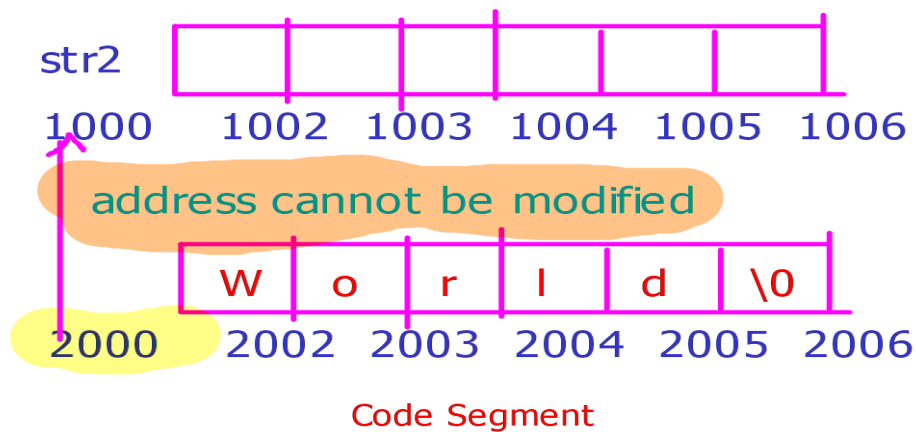 str2
1000 1002 1003 1004 1005 1006
address cannot be modified
W o r l d \0
2000 2002 2003 2004 2005 2006
Code Segment